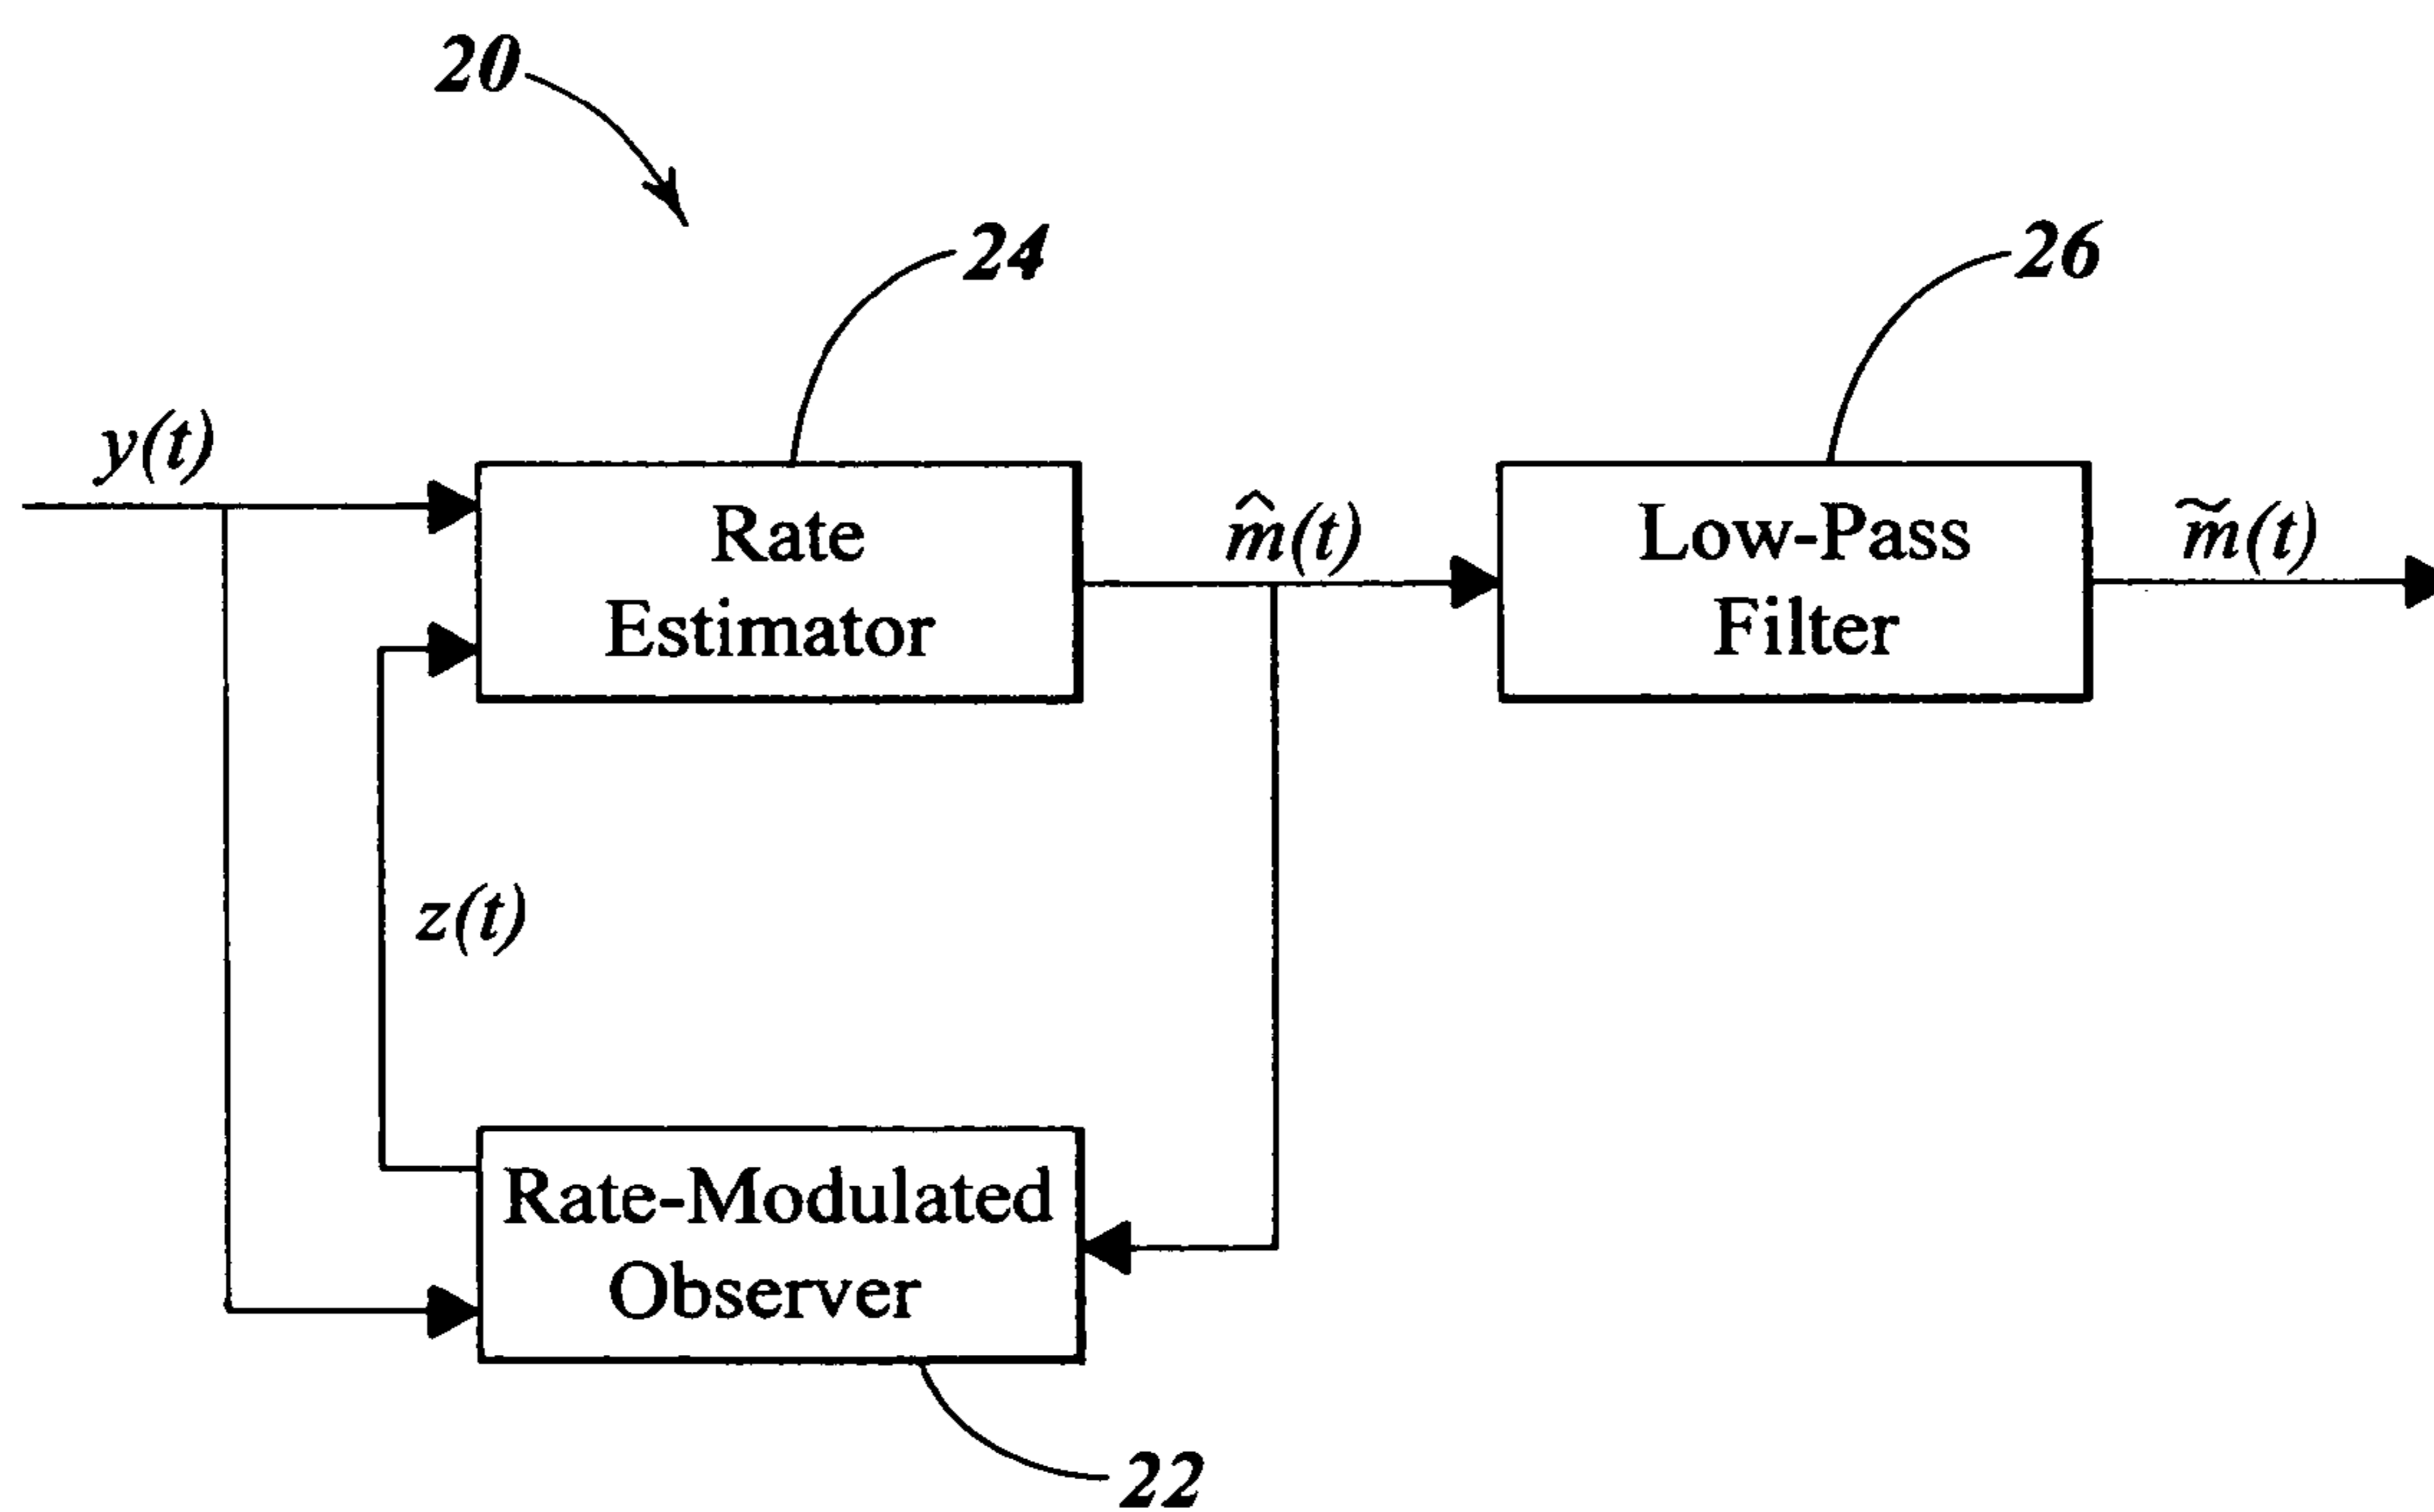 20
24
26
y(t)
Rate
Estimator
m̂(t)
Low-Pass
Filter
m̃(t)
z(t)
Rate-Modulated
Observer
22